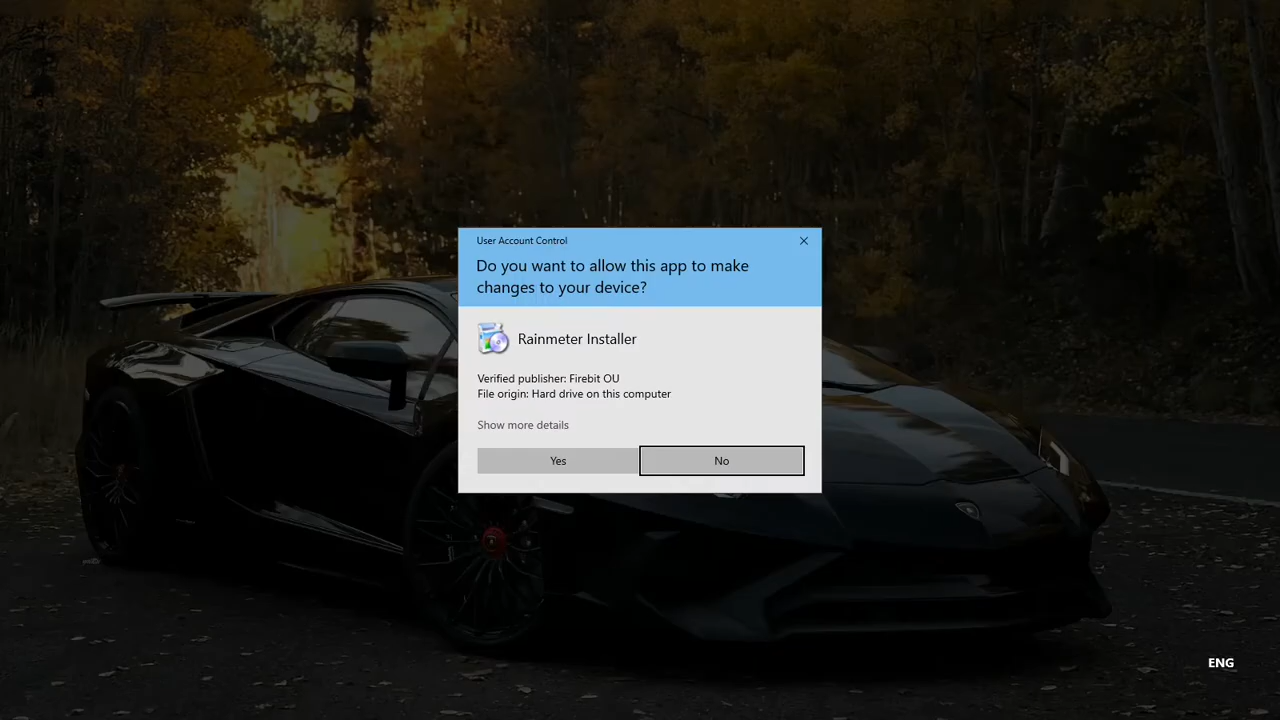 User Account Control
Do you want to allow this app to make
changes to your device?
Rainmeter Installer
Verified publisher: Firebit OU
File origin: Hard drive on this computer
Show more details
Yes
No
ENG